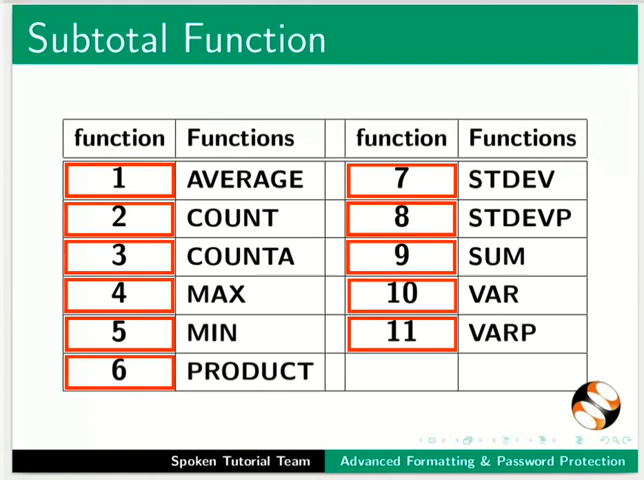 Subtotal Function
function Functions function Functions
1 AVERAGE 7 STDEV
2 COUNT 8 STDEVP
3 COUNTA 9 SUM
4 MAX 10 VAR
5 MIN 11 VARP
6 PRODUCT
Spoken Tutorial Team Advanced Formatting & Password Protection